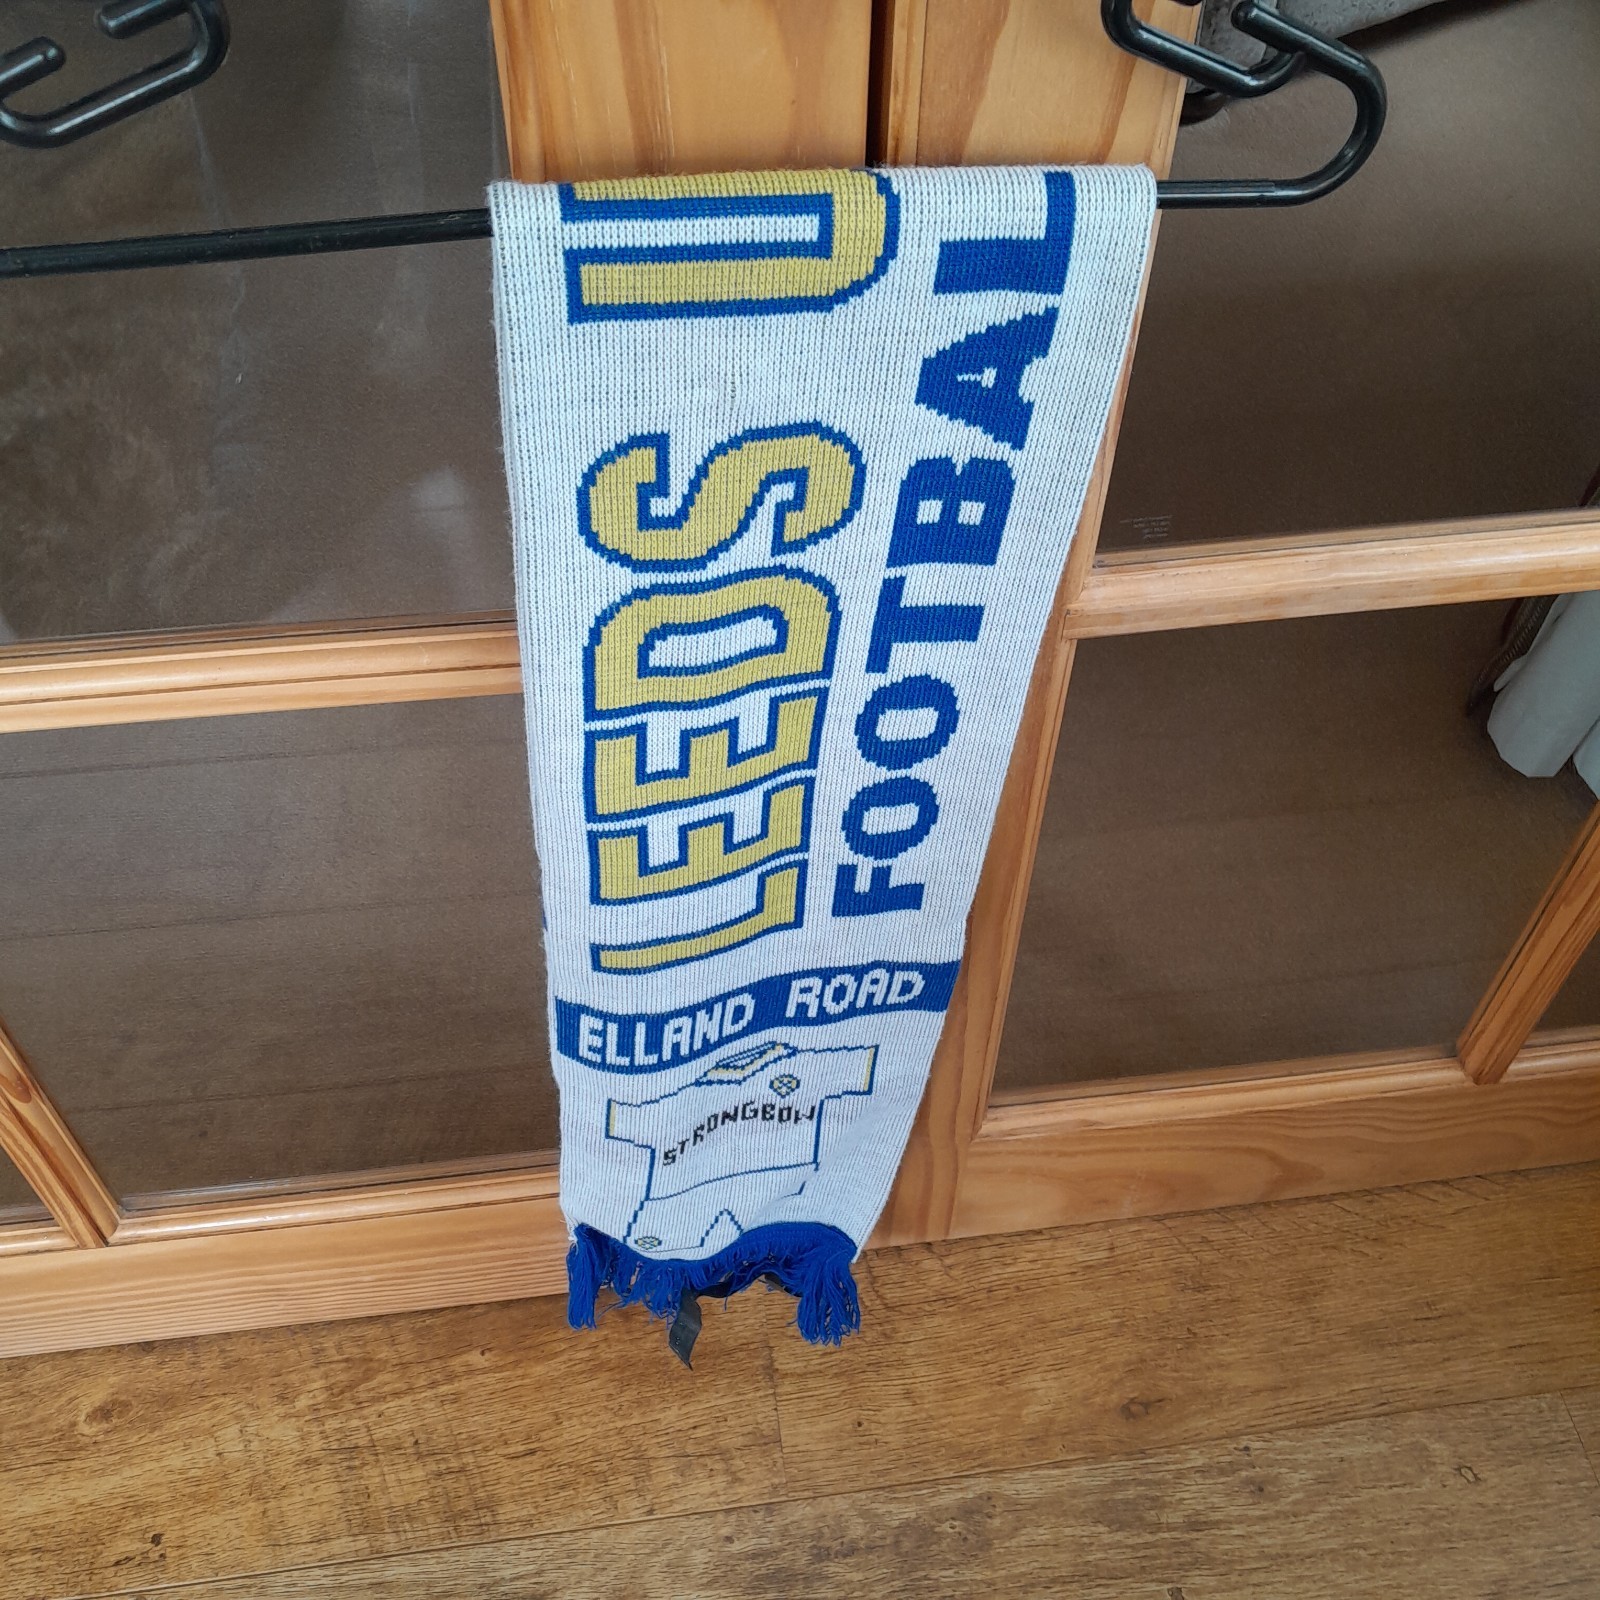 LEEDS U
FOOTBAL
ELLAND ROAD
STRONGBOW